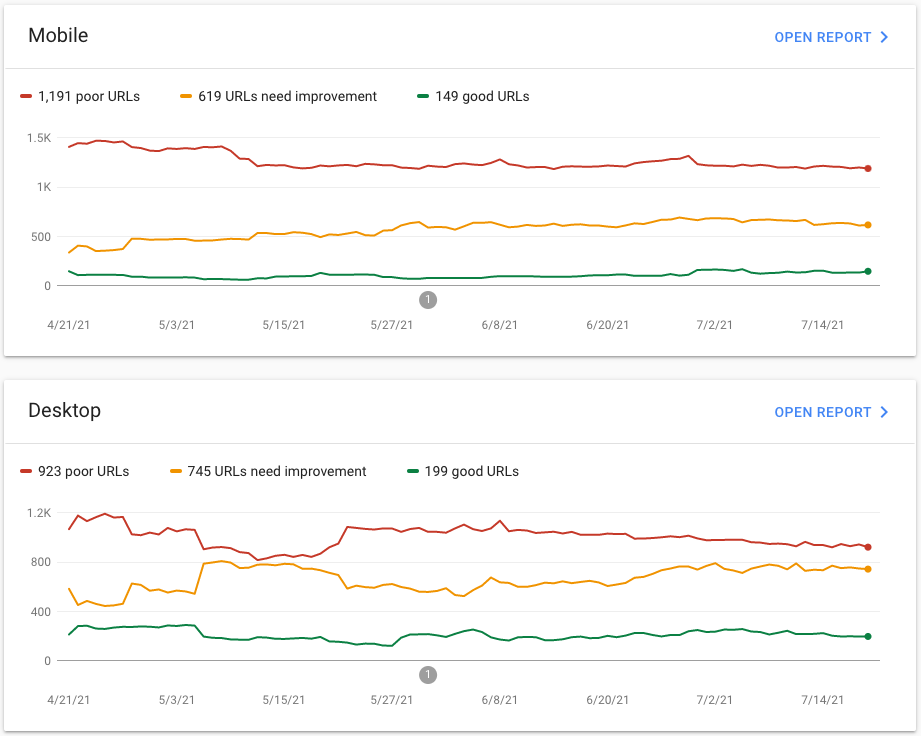 Mobile
OPEN REPORT
1,191 poor URLs 619 URLs need improvement 149 good URLs
1.5K
1K
500
0
1
4/21/21 5/3/21 5/15/21 5/27/21 6/8/21 6/20/21 7/2/21 7/14/21
Desktop
OPEN REPORT
923 poor URLs 745 URLs need improvement 199 good URLs
1.2K
800
400
0
1
4/21/21 5/3/21 5/15/21 5/27/21 6/8/21 6/20/21 7/2/21 7/14/21